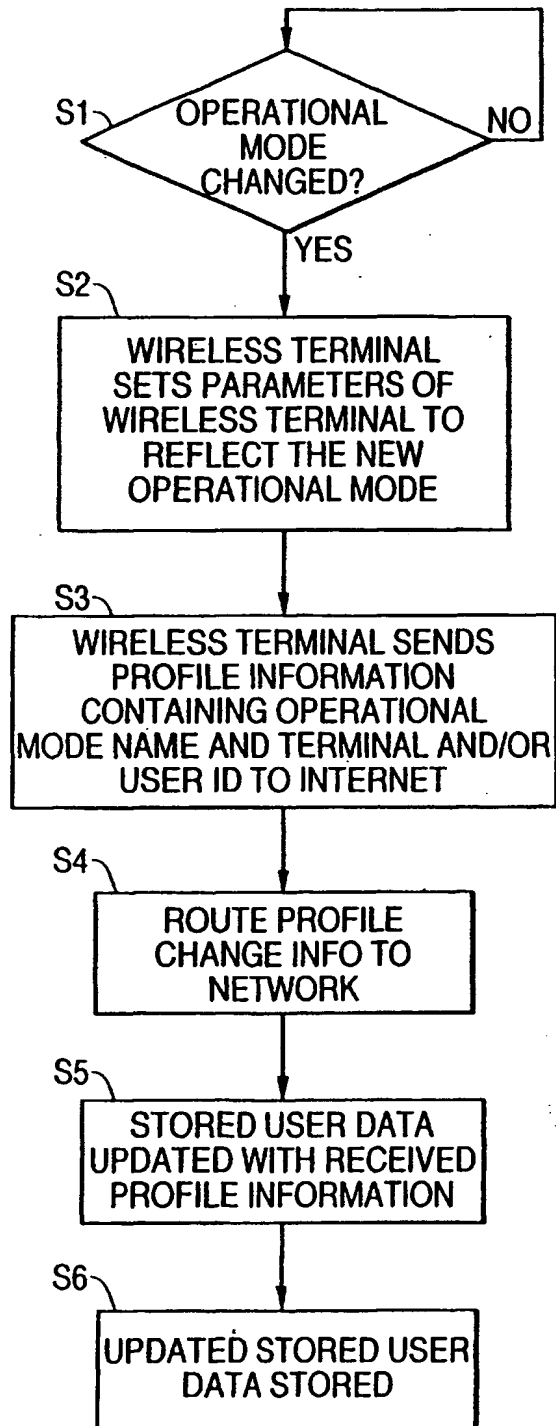 S1
OPERATIONAL
MODE
CHANGED?
NO
YES
S2
WIRELESS TERMINAL
SETS PARAMETERS OF
WIRELESS TERMINAL TO
REFLECT THE NEW
OPERATIONAL MODE
S3
WIRELESS TERMINAL SENDS
PROFILE INFORMATION
CONTAINING OPERATIONAL
MODE NAME AND TERMINAL AND/OR
USER ID TO INTERNET
S4
ROUTE PROFILE
CHANGE INFO TO
NETWORK
S5
STORED USER DATA
UPDATED WITH RECEIVED
PROFILE INFORMATION
S6
UPDATED STORED USER
DATA STORED